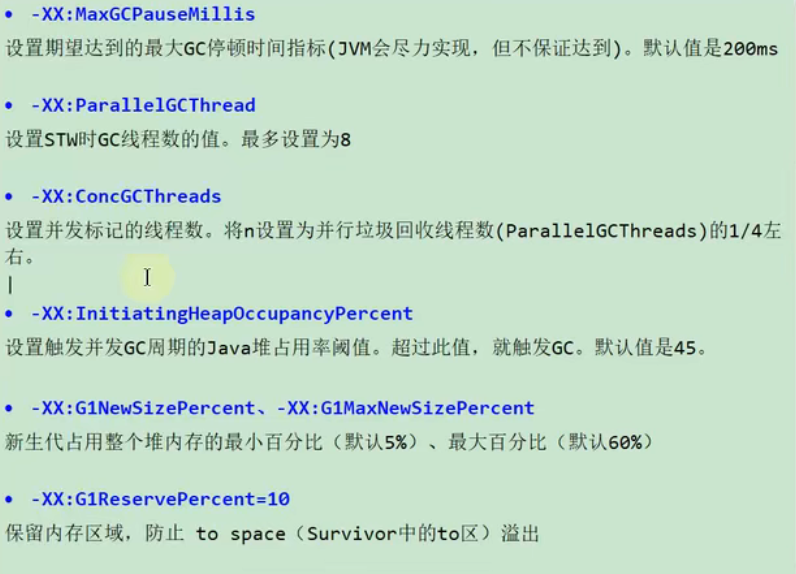 • -XX:MaxGCPauseMillis
设置期望达到的最大GC停顿时间指标(JVM会尽力实现，但不保证达到)。默认值是200ms
• -XX:ParallelGCThread
设置STW时GC线程数的值。最多设置为8
• -XX:ConcGCThreads
设置并发标记的线程数。将n设置为并行垃圾回收线程数(ParallelGCThreads)的1/4左
右。
• -XX:InitiatingHeapOccupancyPercent
设置触发并发GC周期的Java堆占用率阈值。超过此值，就触发GC。默认值是45。
• -XX:G1NewSizePercent、-XX:G1MaxNewSizePercent
新生代占用整个堆内存的最小百分比（默认5%）、最大百分比（默认60%）
• -XX:G1ReservePercent=10
保留内存区域，防止 to space（Survivor中的to区）溢出